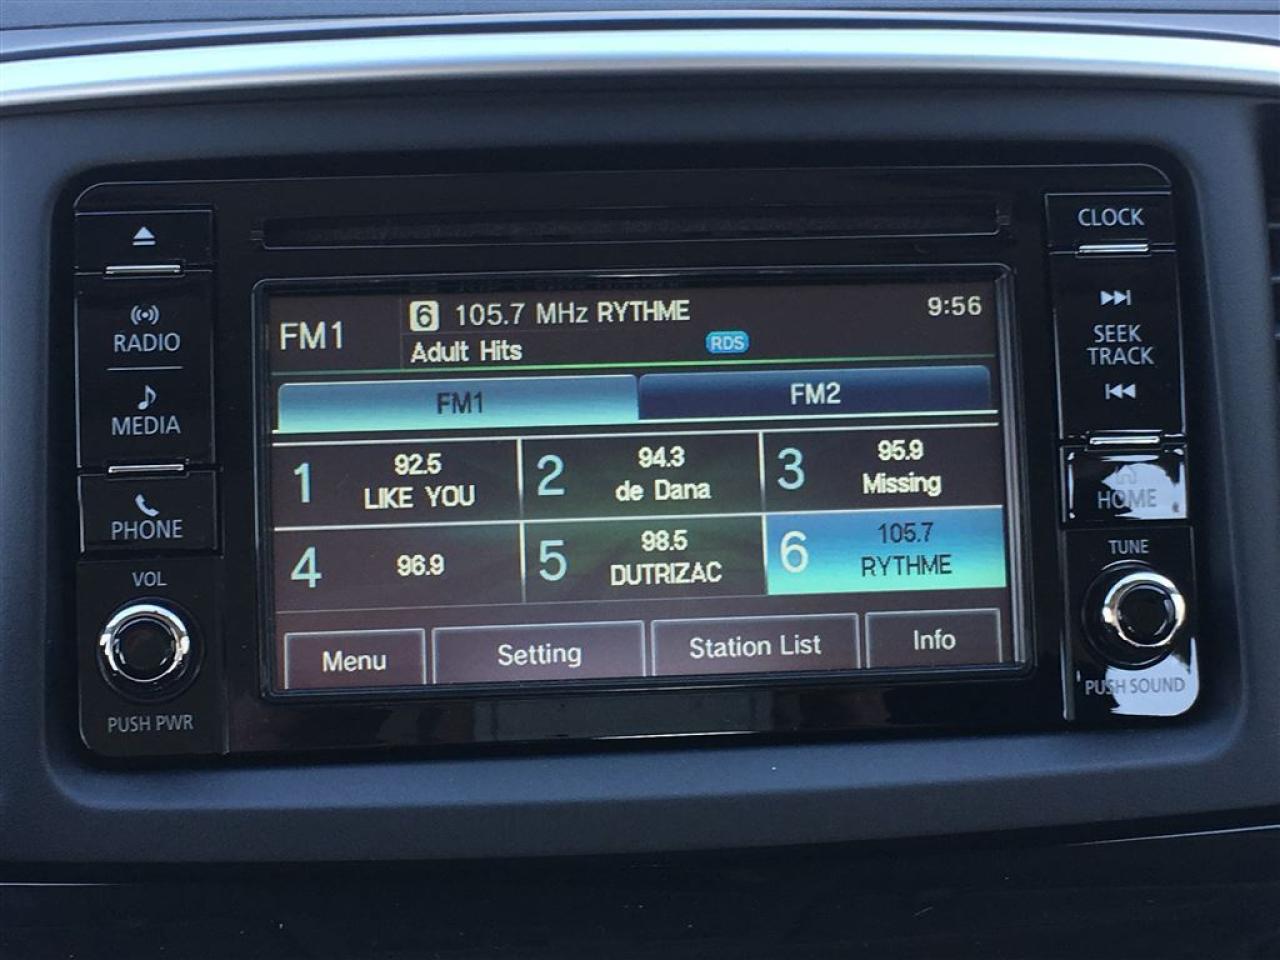 CLOCK
RADIO
MEDIA
PHONE
VOL
PUSH PWR
FM1
6 105.7 MHz RYTHME
9:56
Adult Hits
RDS
FM1
FM2
1 92.5
LIKE YOU
2 94.3
de Dana
3 95.9
Missing
4 96.9
5 98.5
DUTRIZAC
6 105.7
RYTHME
Menu
Setting
Station List
Info
SEEK
TRACK
HOME
TUNE
PUSH SOUND